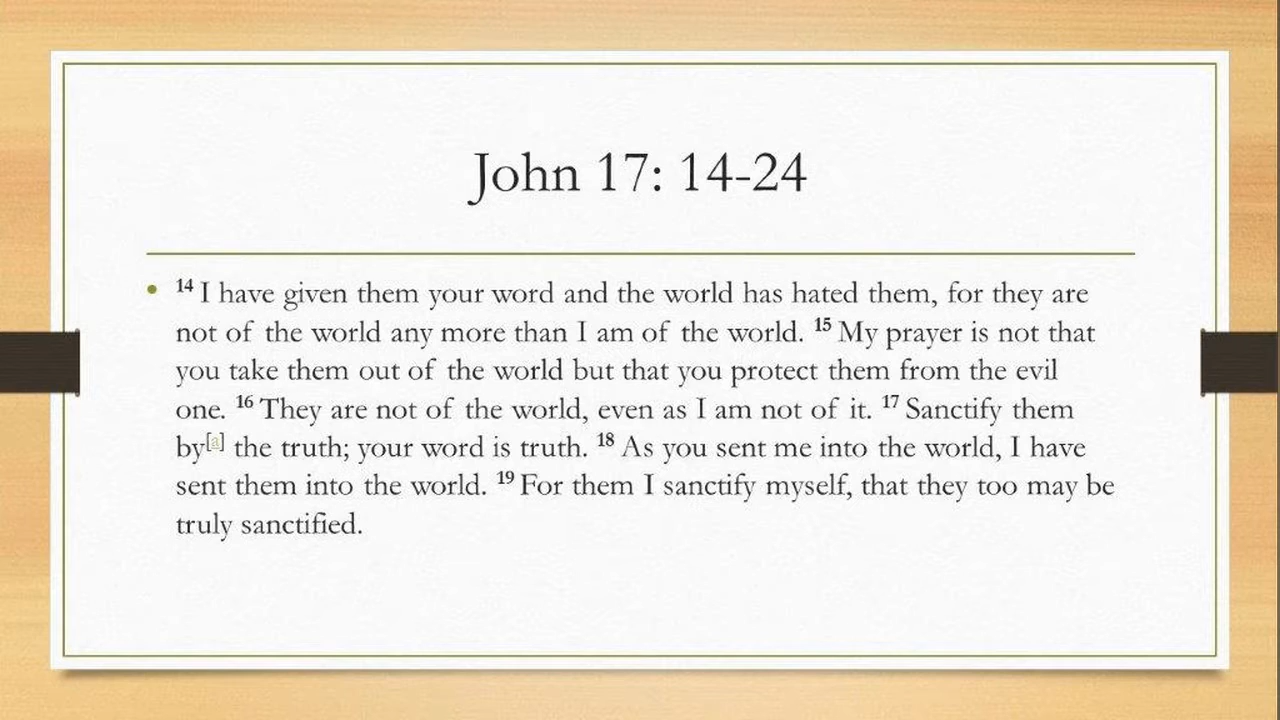 John 17: 14-24
• 14 I have given them your word and the world has hated them, for they are
not of the world any more than I am of the world. 15 My prayer is not that
you take them out of the world but that you protect them from the evil
one. 16 They are not of the world, even as I am not of it. 17 Sanctify them
by[a] the truth; your word is truth. 18 As you sent me into the world, I have
sent them into the world. 19 For them I sanctify myself, that they too may be
truly sanctified.